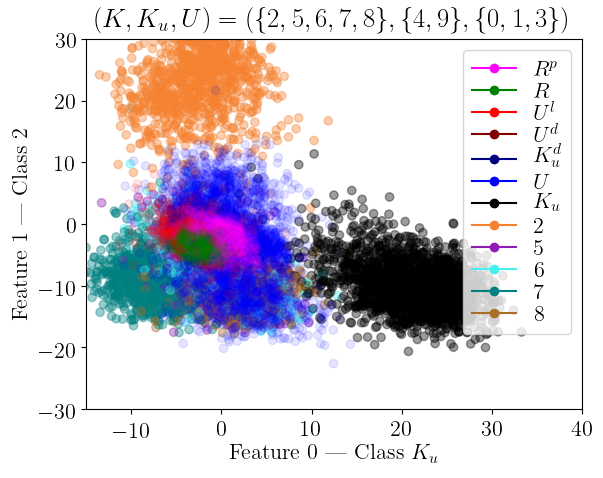 (K, K_u, U) = ({2, 5, 6, 7, 8}, {4, 9}, {0, 1, 3})
30
20
10
0
−10
−20
−30
Feature 1 — Class 2
R^p
R
U^l
U^d
K_u^d
U
K_u
2
5
6
7
8
−10
0
10
20
30
40
Feature 0 — Class K_u